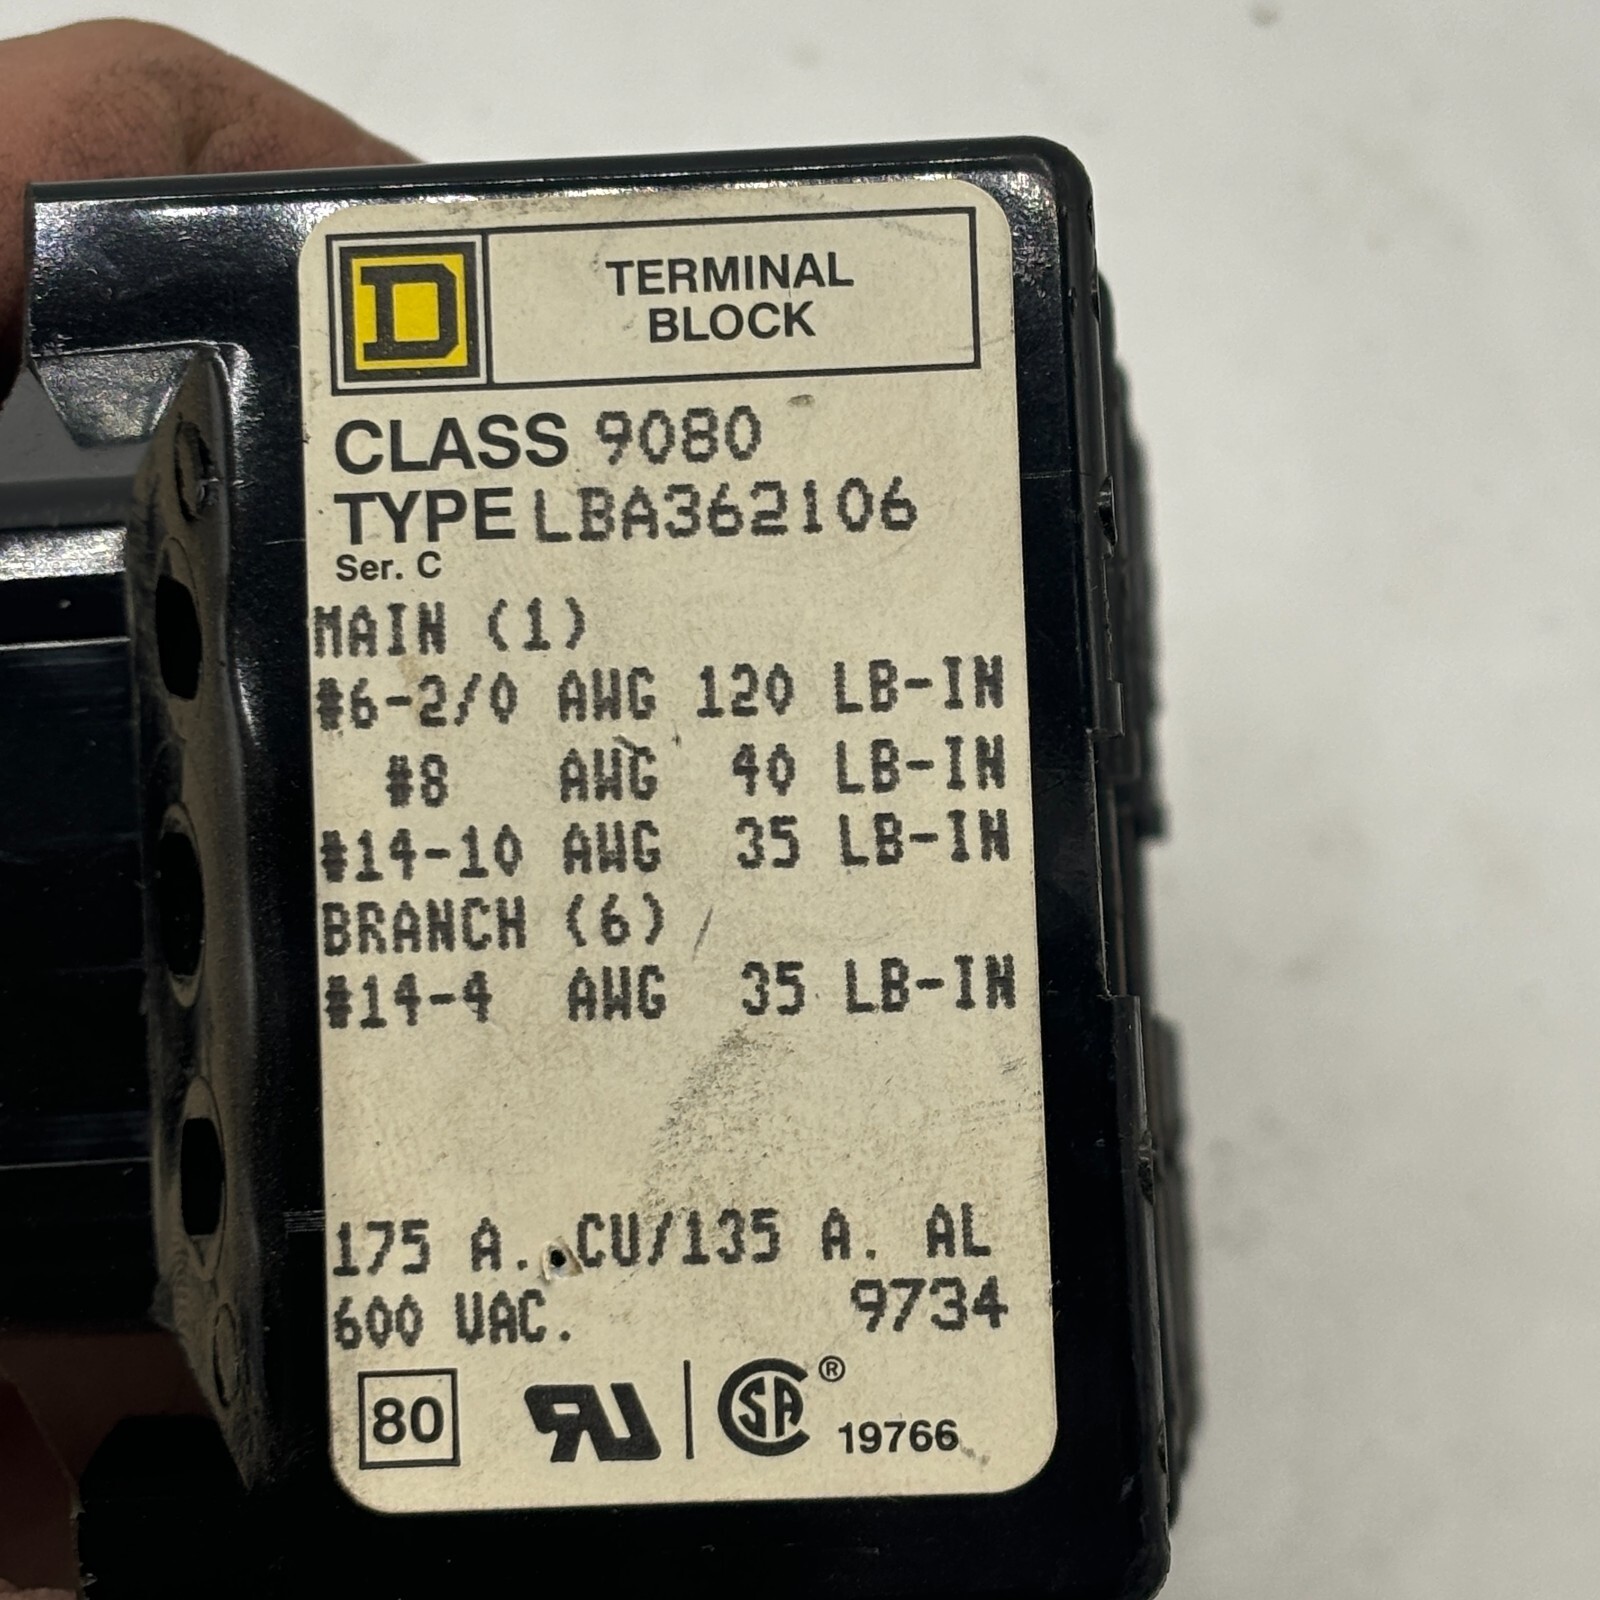 D
TERMINAL
BLOCK
CLASS 9080
TYPE LBA362106
Ser. C
MAIN (1)
#6-2/0 AWG 120 LB-IN
#8 AWG 40 LB-IN
#14-10 AWG 35 LB-IN
BRANCH (6)
#14-4 AWG 35 LB-IN
175 A. CU/135 A. AL
600 VAC. 9734
80 RU SA ® 19766